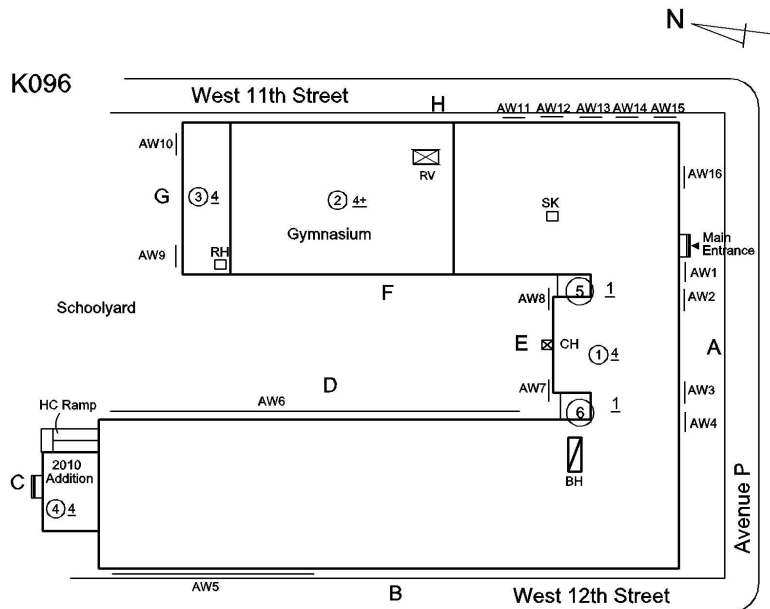 N
K096
West 11th Street
H
AW11 AW12 AW13 AW14 AW15
AW10
RV
AW16
G
3 4
2 4+
SK
Gymnasium
Main
Entrance
AW9
RH
AW1
F
AW8
5 1
AW2
Schoolyard
E
CH
1 4
A
D
AW7
AW3
HC Ramp
AW6
6 1
AW4
2010
Addition
C
BH
4 4
Avenue P
AW5
B
West 12th Street